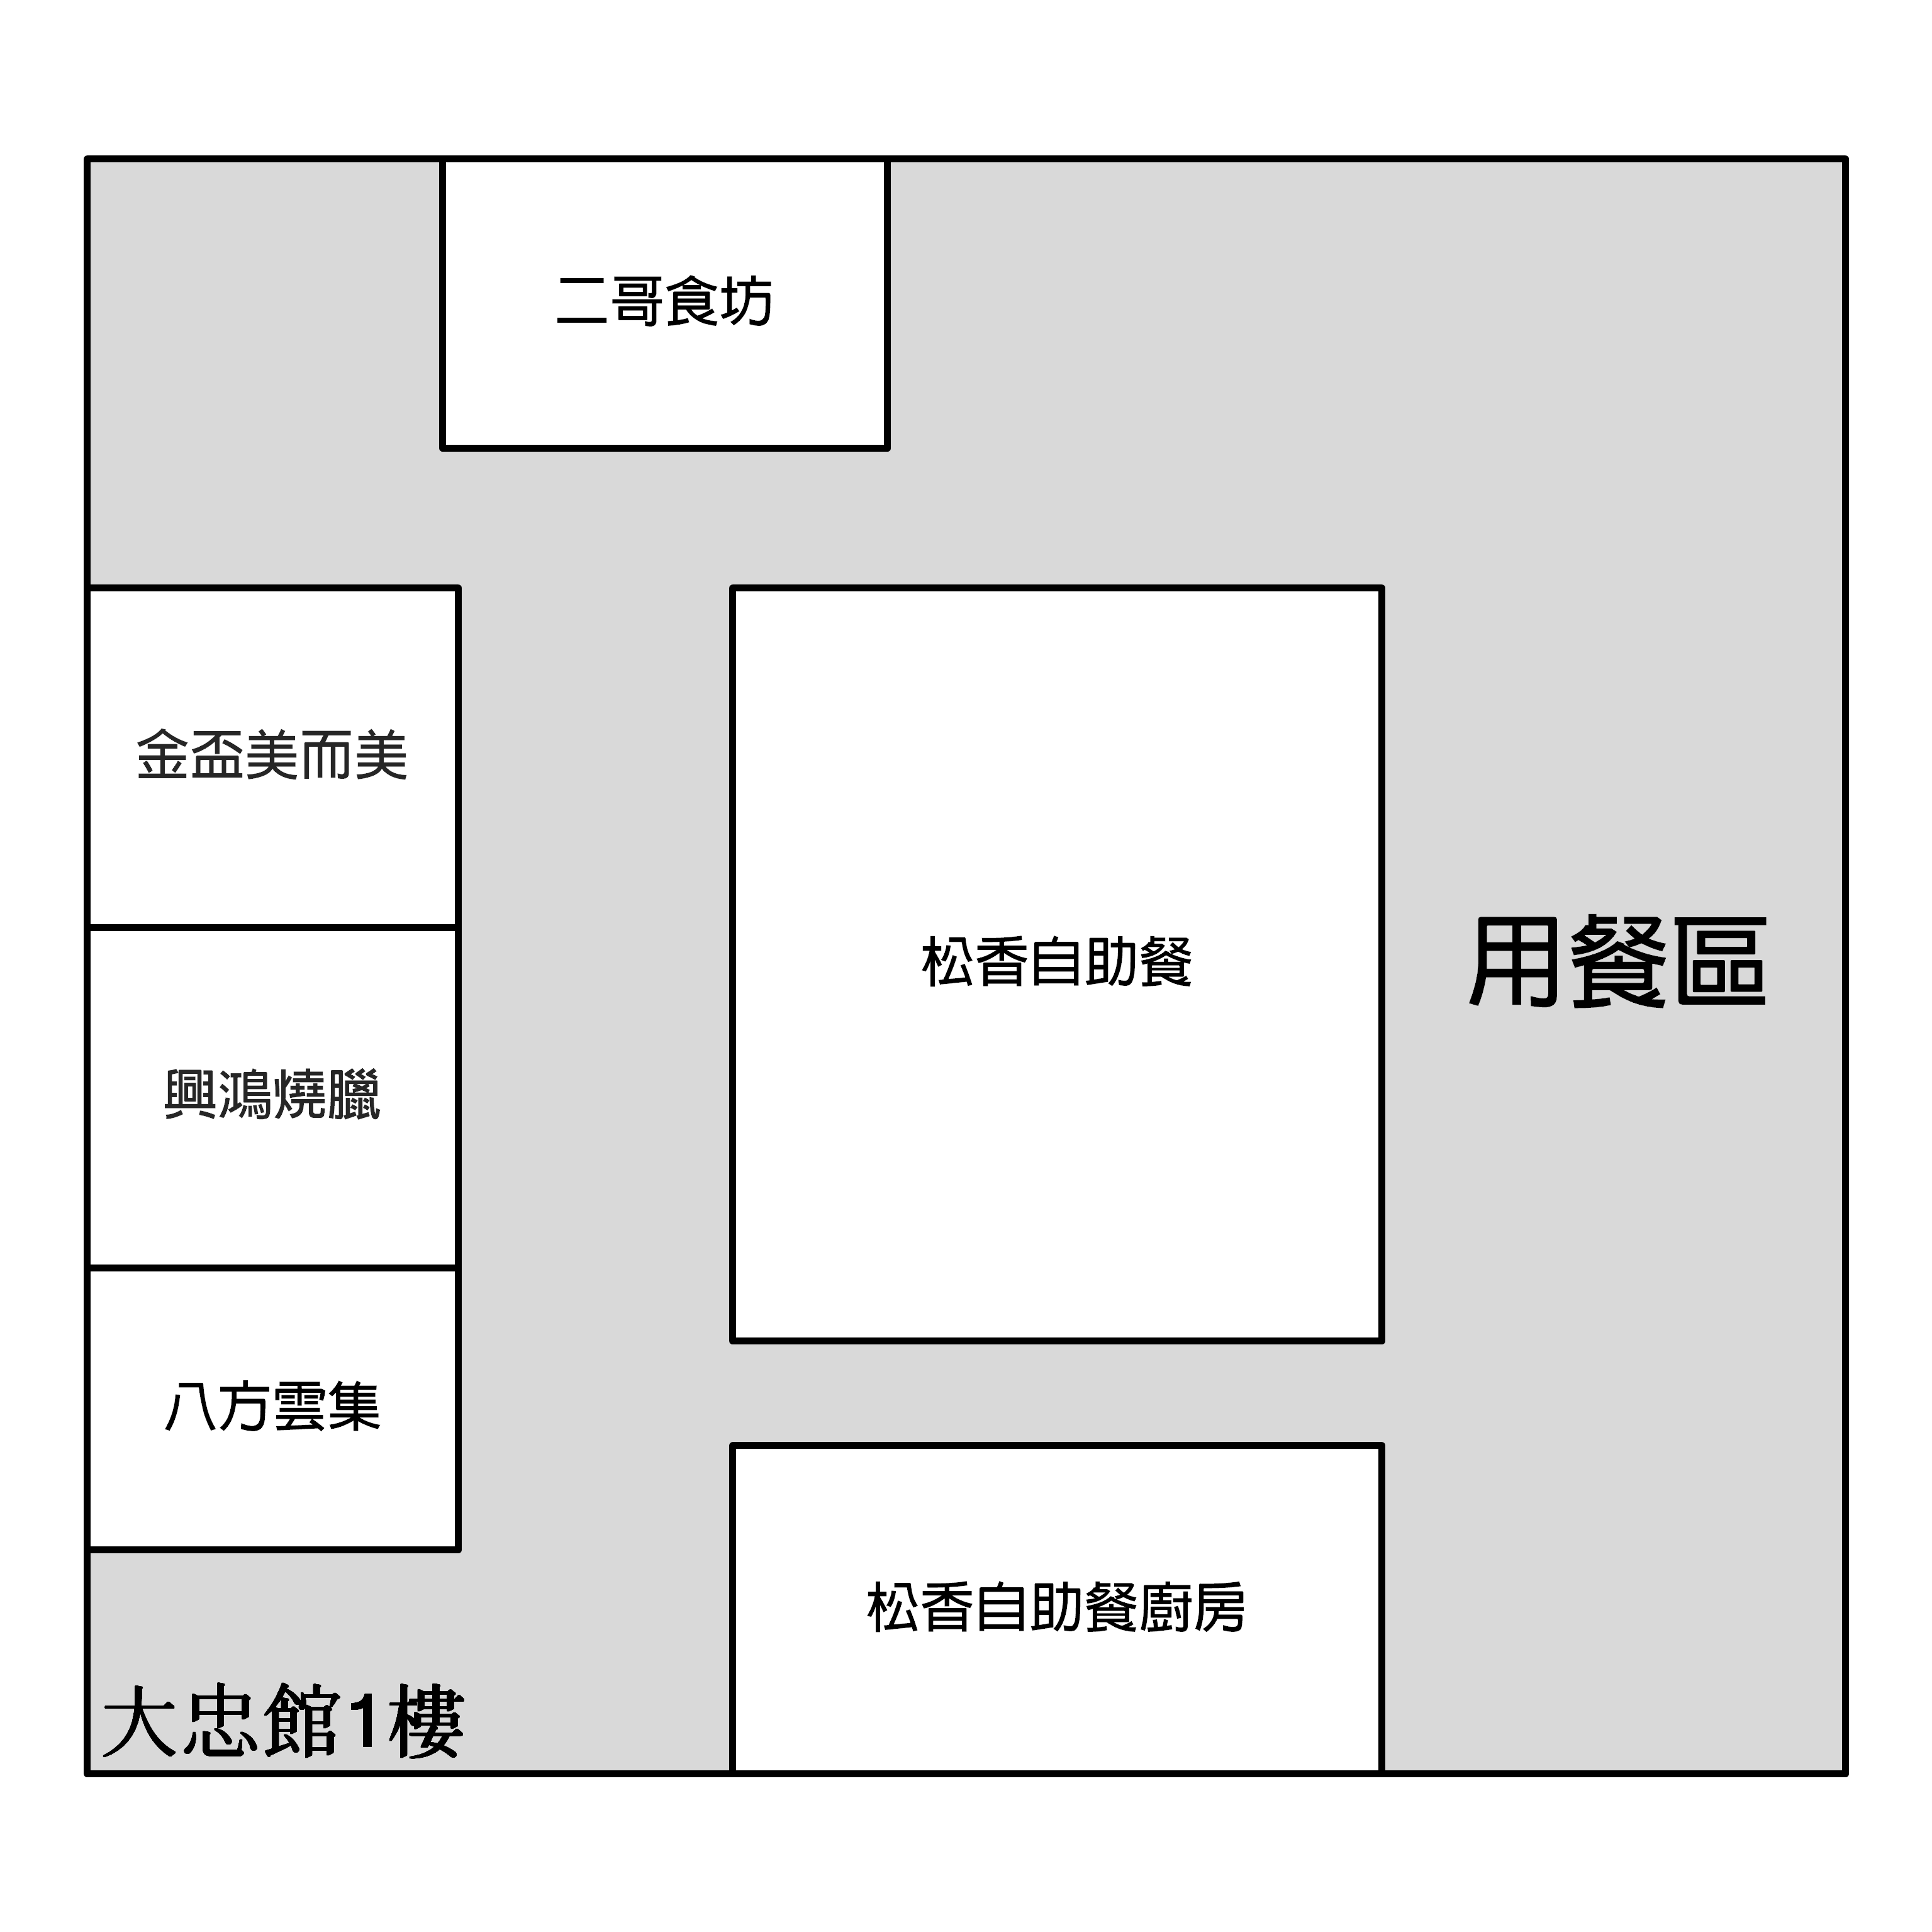 二哥食坊
金盃美而美
松香自助餐
用餐區
興鴻燒臘
八方雲集
松香自助餐廚房
大忠館1樓